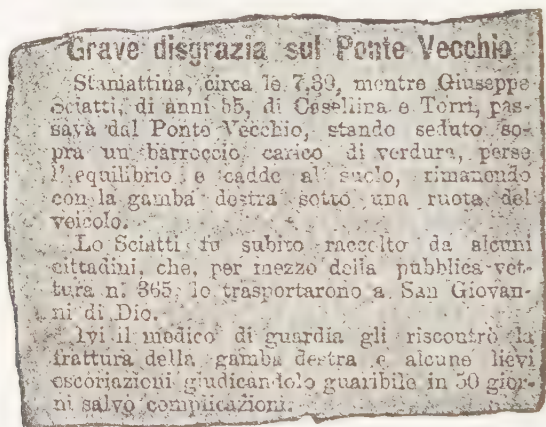 Grave disgrazia sul Ponte Vecchio
Stamattina, circa le 7,30, mentre Giuseppe
Sciatti, di anni 55, di Casellina e Torri, pas-
sava dal Ponte Vecchio, stando seduto so-
pra un barroccio carico di verdura, perse
l'equilibrio e cadde al suolo, rimanendo
con la gamba destra sotto una ruota del
veicolo.
Lo Sciatti fu subito raccolto da alcuni
cittadini, che, per mezzo della pubblica vet-
tura n. 365, lo trasportarono a San Giovan-
ni di Dio.
Ivi il medico di guardia gli riscontrò la
frattura della gamba destra e alcune lievi
escoriazioni giudicandolo guaribile in 50 gior-
ni salvo complicazioni.